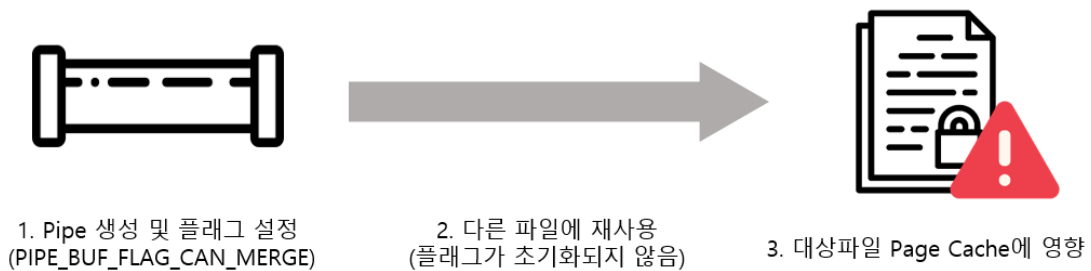 1. Pipe 생성 및 플래그 설정
(PIPE_BUF_FLAG_CAN_MERGE)
2. 다른 파일에 재사용
(플래그가 초기화되지 않음)
3. 대상파일 Page Cache에 영향